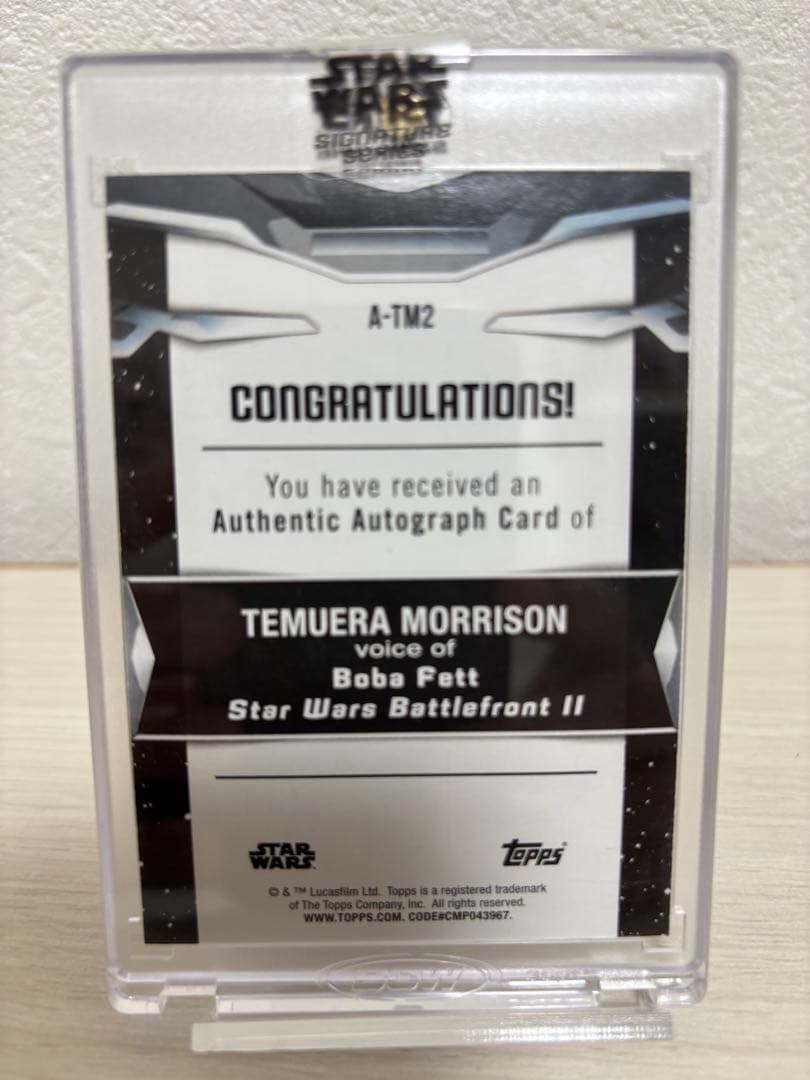 STAR
WARS
SIGNATURE
SERIES
A-TM2
CONGRATULATIONS!
You have received an
Authentic Autograph Card of
TEMUERA MORRISON
voice of
Boba Fett
Star Wars Battlefront II
STAR
WARS
Topps®
© & ™ Lucasfilm Ltd. Topps is a registered trademark
of The Topps Company, Inc. All rights reserved.
WWW.TOPPS.COM. CODE#CMP043967.
BCW